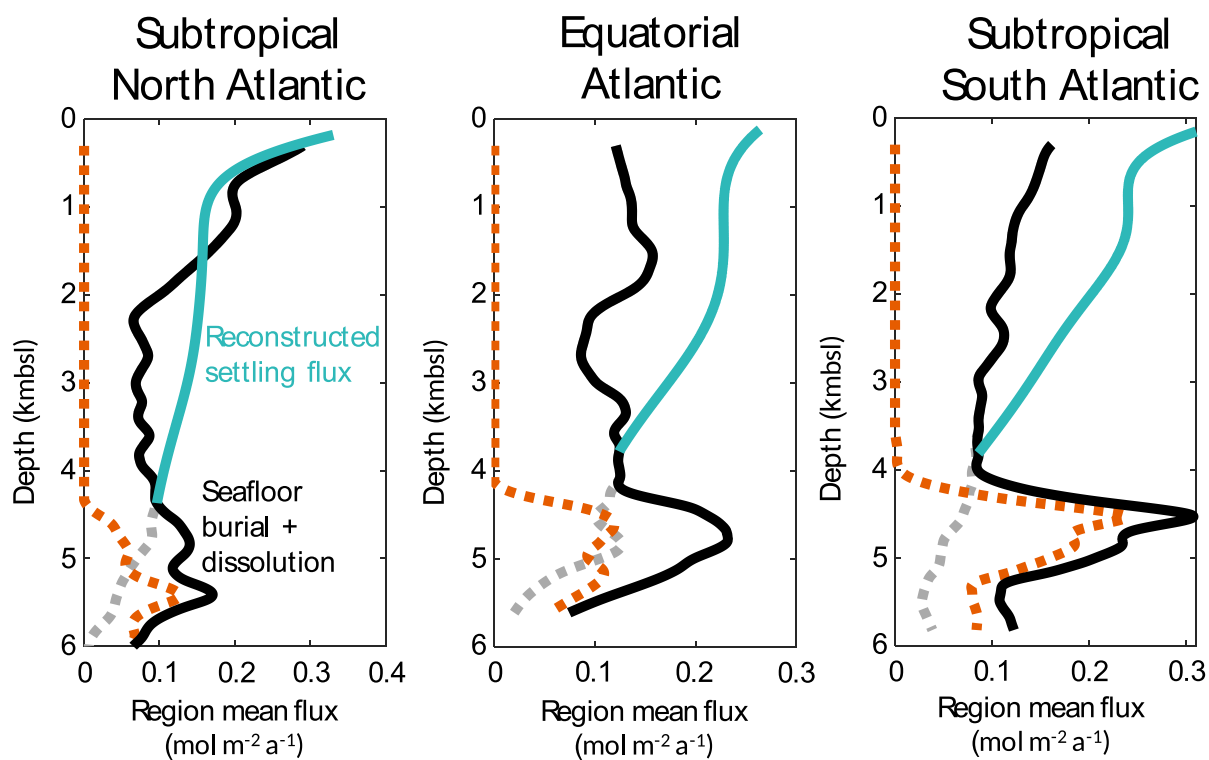 Subtropical
North Atlantic
0
1
2
3
4
5
6
Depth (kmbsl)
Reconstructed
settling flux
Seafloor
burial +
dissolution
0
0.1
0.2
0.3
0.4
Region mean flux
(mol m⁻² a⁻¹)
Equatorial
Atlantic
0
1
2
3
4
5
6
Depth (kmbsl)
0
0.1
0.2
0.3
Region mean flux
(mol m⁻² a⁻¹)
Subtropical
South Atlantic
0
1
2
3
4
5
6
Depth (kmbsl)
0
0.1
0.2
0.3
Region mean flux
(mol m⁻² a⁻¹)